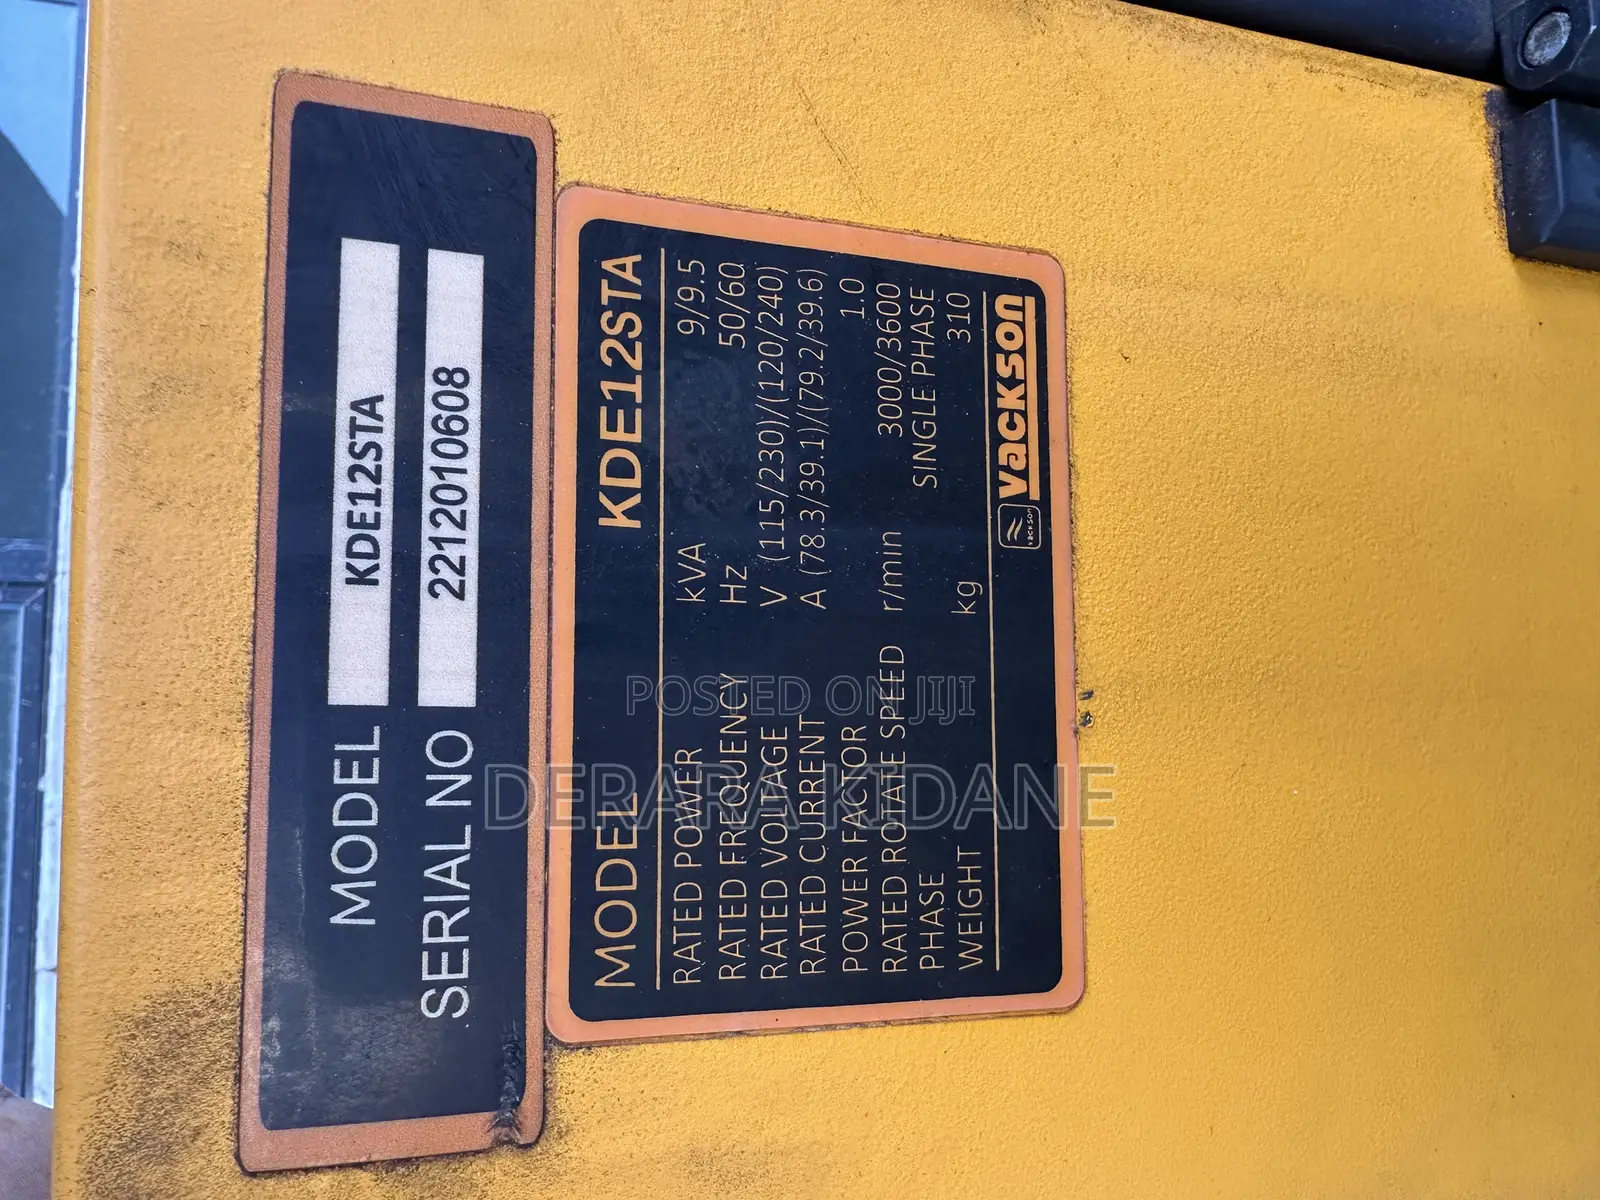 MODEL KDE12STA
SERIAL NO 2212010608
MODEL KDE12STA
RATED POWER kVA 9/9.5
RATED FREQUENCY Hz 50/60
RATED VOLTAGE V (115/230)/(120/240)
RATED CURRENT A (78.3/39.1)/(79.2/39.6)
POWER FACTOR 1.0
RATED ROTATE SPEED r/min 3000/3600
PHASE SINGLE PHASE
WEIGHT kg 310
VACKSON vackson
POSTED ON JIJI
DERARA KIDANE